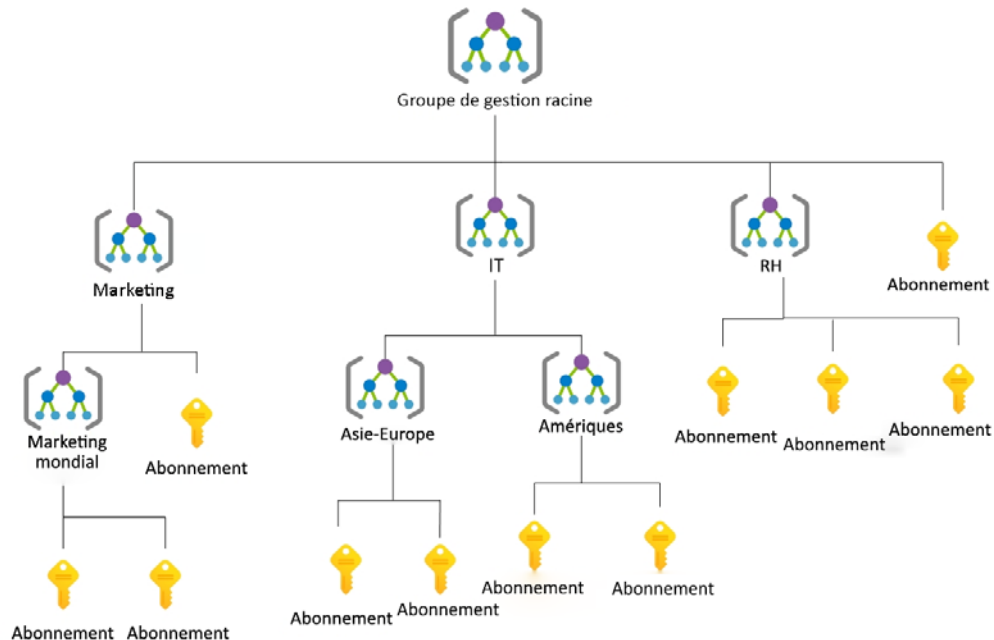 Groupe de gestion racine
Marketing
IT
RH
Abonnement
Marketing
mondial
Abonnement
Asie-Europe
Amériques
Abonnement
Abonnement
Abonnement
Abonnement
Abonnement
Abonnement
Abonnement
Abonnement
Abonnement